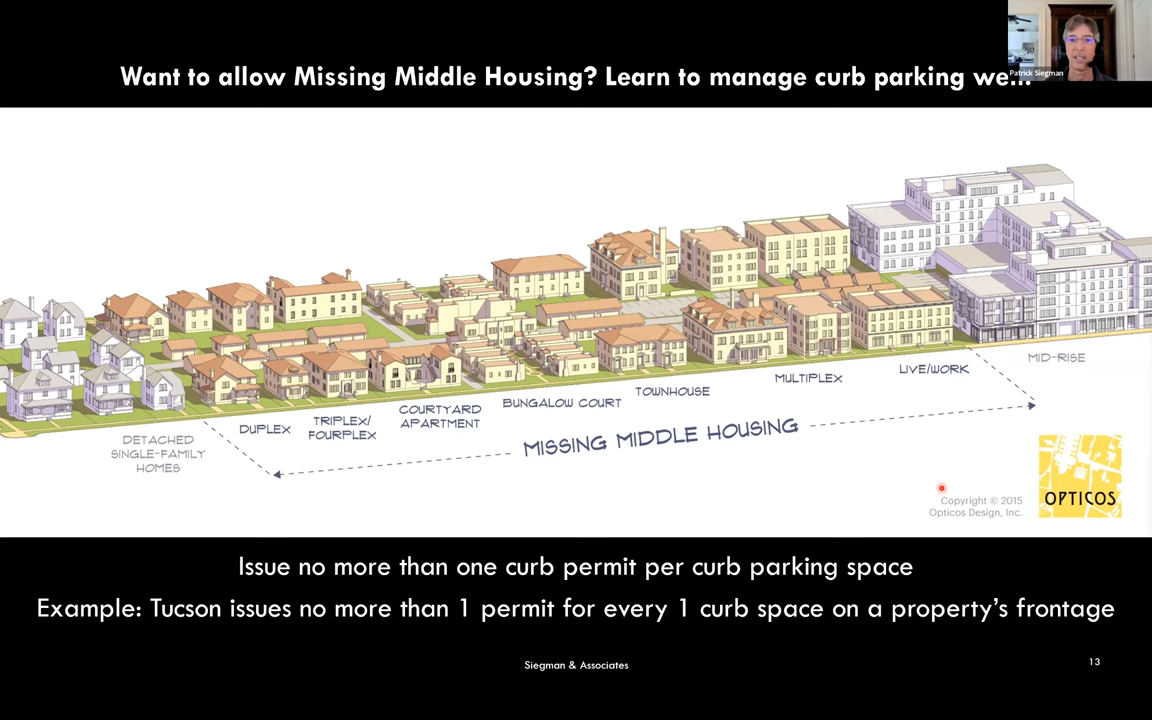 Want to allow Missing Middle Housing? Learn to manage curb parking
Patrick Siegman
MID-RISE
LIVE/WORK
MULTIPLEX
TOWNHOUSE
BUNGALOW COURT
COURTYARD
APARTMENT
TRIPLEX/
FOURPLEX
DUPLEX
DETACHED
SINGLE-FAMILY
HOMES
MISSING MIDDLE HOUSING
Copyright © 2015
Opticos Design, Inc.
OPTICOS
Issue no more than one curb permit per curb parking space
Example: Tucson issues no more than 1 permit for every 1 curb space on a property's frontage
Siegman & Associates
13